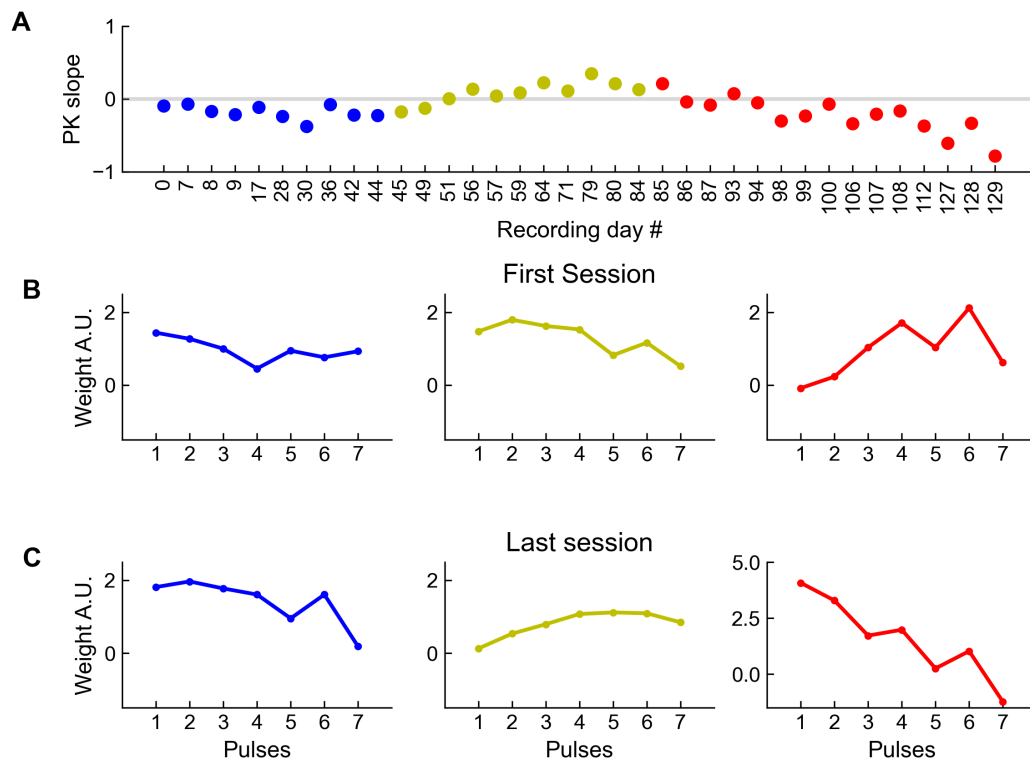 A
1
0
−1
PK slope
0 7 8 9 17 28 30 36 42 44 45 49 51 56 57 59 64 71 79 80 84 85 86 87 93 94 98 99 100 106 107 108 112 127 128 129
Recording day #
B
First Session
Weight A.U.
2
0
1 2 3 4 5 6 7
2
0
1 2 3 4 5 6 7
2
0
1 2 3 4 5 6 7
C
Last session
Weight A.U.
2
0
1 2 3 4 5 6 7
Pulses
2
0
1 2 3 4 5 6 7
Pulses
5.0
2.5
0.0
1 2 3 4 5 6 7
Pulses